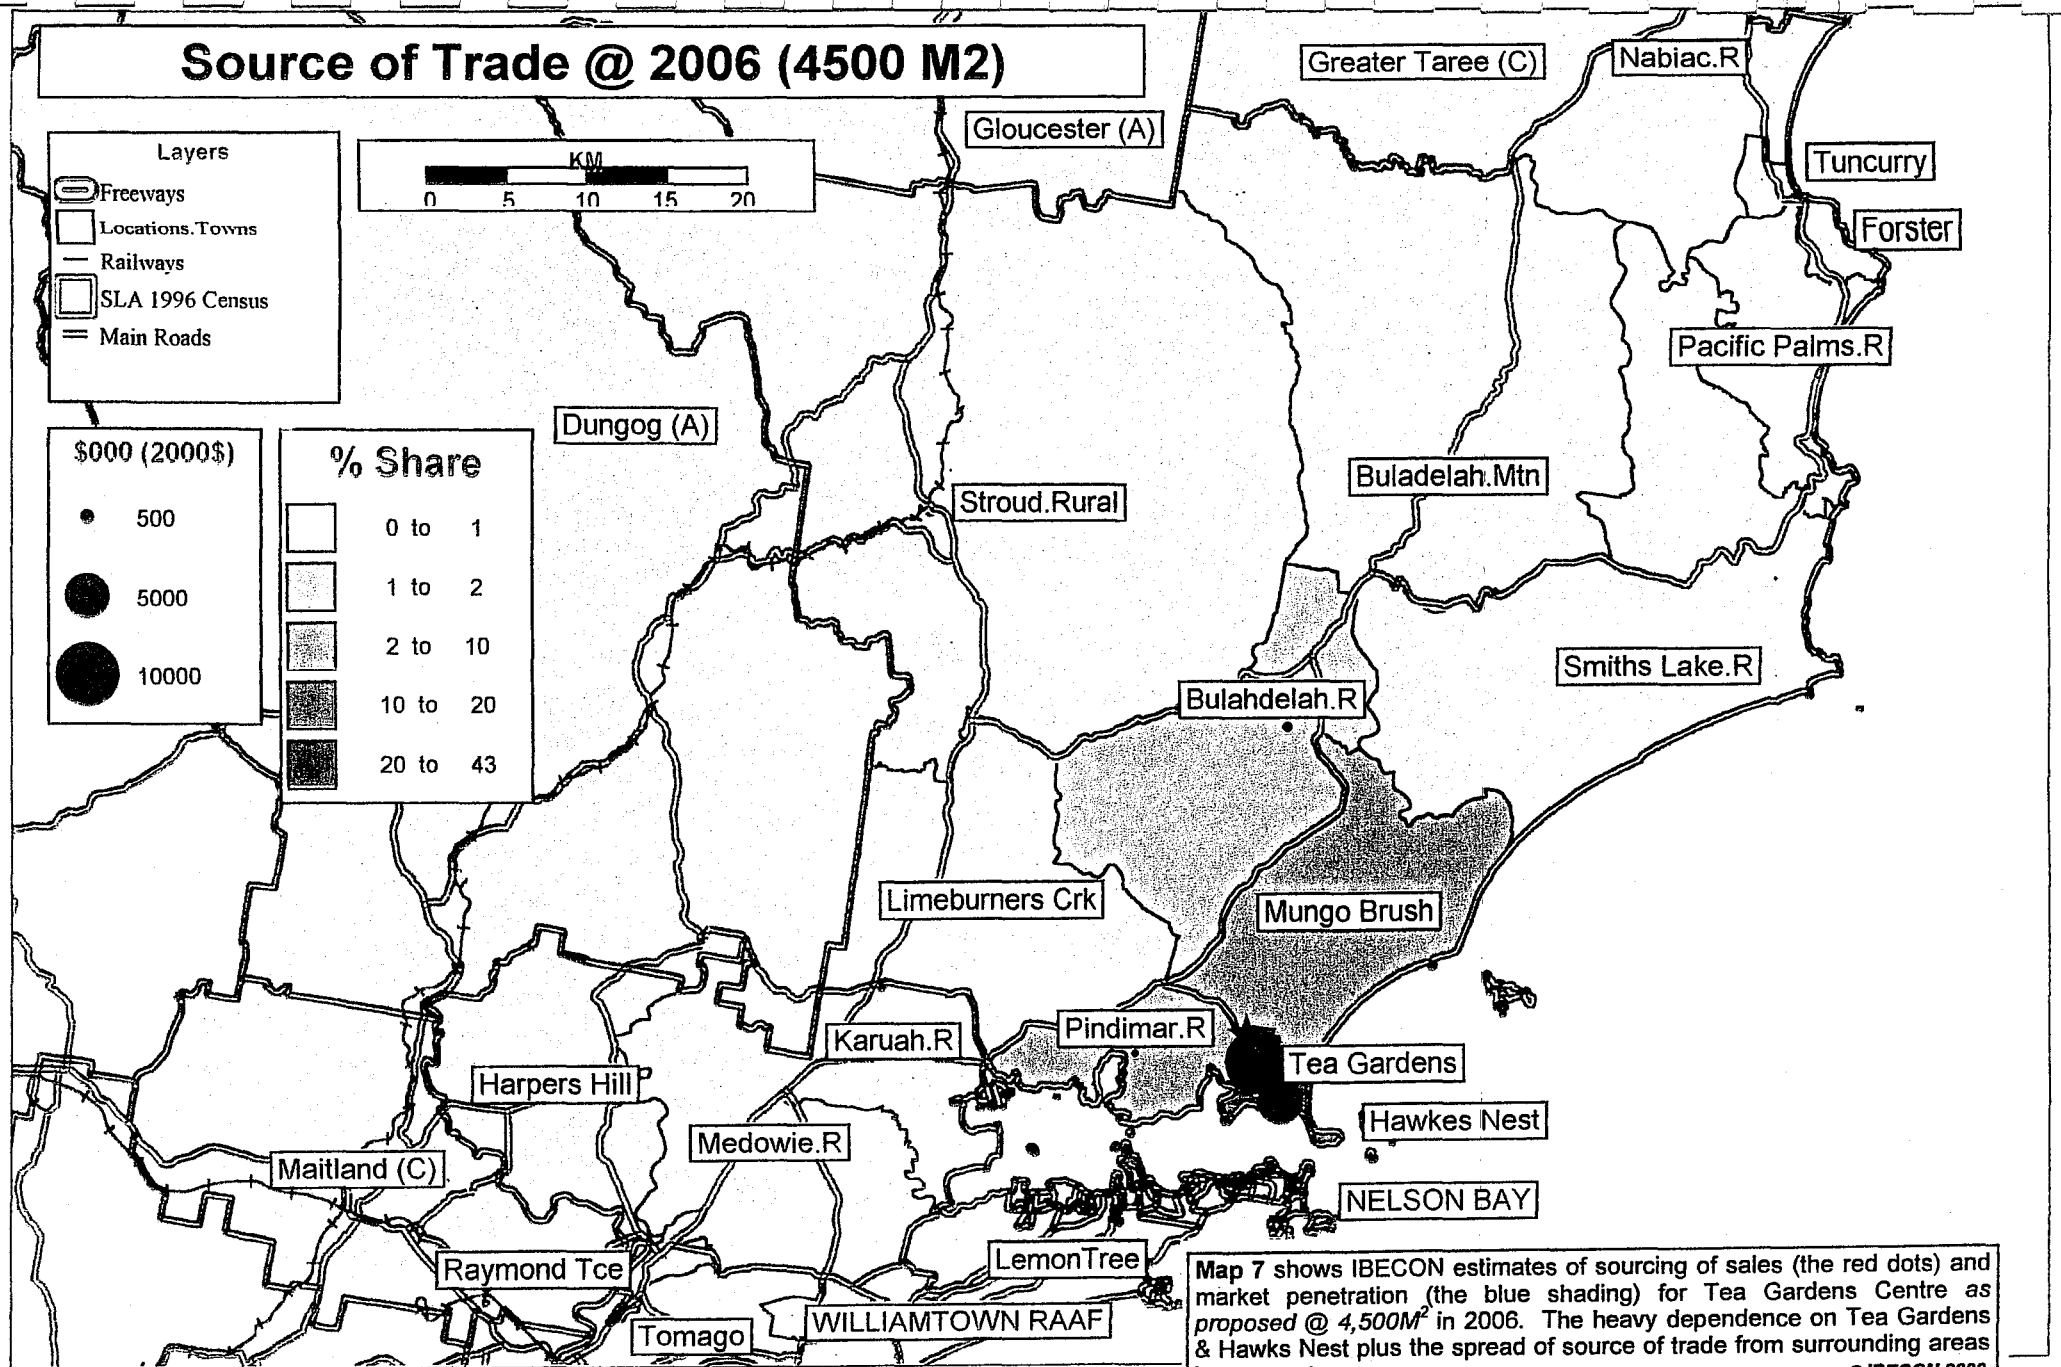 Source of Trade @ 2006 (4500 M2)
Layers
Freeways
Locations.Towns
Railways
SLA 1996 Census
Main Roads
KM
0 5 10 15 20
$000 (2000$)
500
5000
10000
% Share
0 to 1
1 to 2
2 to 10
10 to 20
20 to 43
Greater Taree (C)
Nabiac.R
Gloucester (A)
Tuncurry
Forster
Pacific Palms.R
Dungog (A)
Buladelah.Mtn
Stroud.Rural
Smiths Lake.R
Bulahdelah.R
Limeburners Crk
Mungo Brush
Karuah.R
Pindimar.R
Tea Gardens
Harpers Hill
Hawkes Nest
Medowie.R
Maitland (C)
NELSON BAY
Raymond Tce
LemonTree
WILLIAMTOWN RAAF
Tomago
Map 7 shows IBECON estimates of sourcing of sales (the red dots) and
market penetration (the blue shading) for Tea Gardens Centre as
proposed @ 4,500M² in 2006. The heavy dependence on Tea Gardens
& Hawks Nest plus the spread of source of trade from surrounding areas